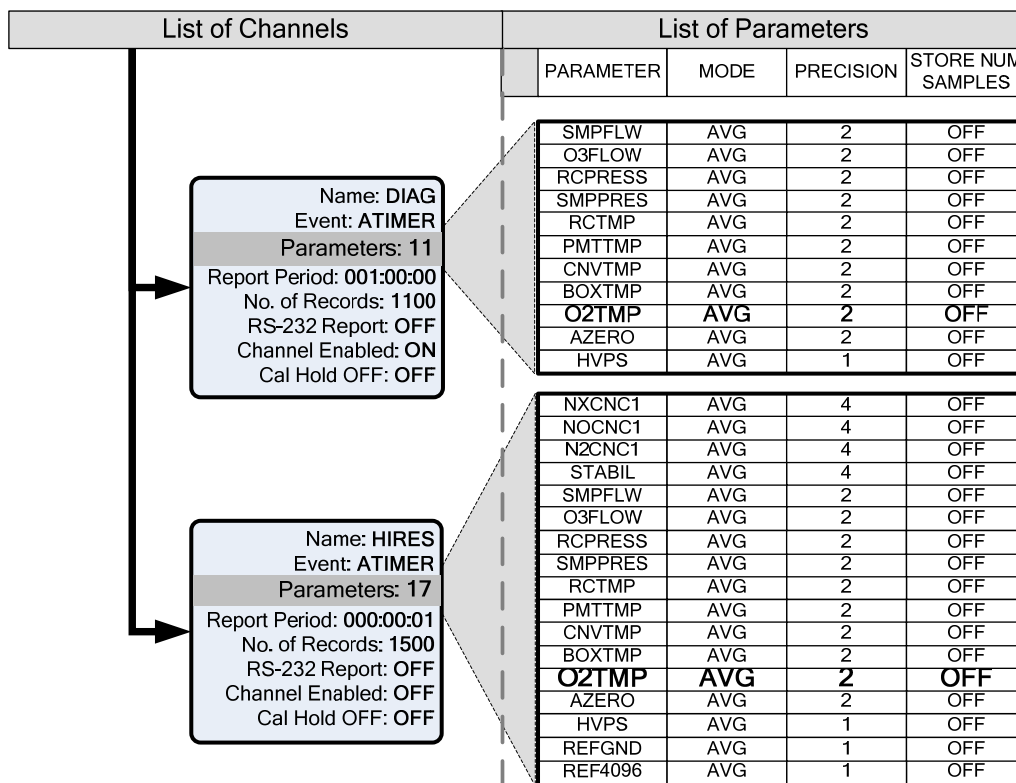 List of Channels
List of Parameters
PARAMETER MODE PRECISION STORE NUM SAMPLES
Name: DIAG
Event: ATIMER
Parameters: 11
Report Period: 001:00:00
No. of Records: 1100
RS-232 Report: OFF
Channel Enabled: ON
Cal Hold OFF: OFF
SMPFLW AVG 2 OFF
O3FLOW AVG 2 OFF
RCPRESS AVG 2 OFF
SMPPRES AVG 2 OFF
RCTMP AVG 2 OFF
PMTTMP AVG 2 OFF
CNVTMP AVG 2 OFF
BOXTMP AVG 2 OFF
O2TMP AVG 2 OFF
AZERO AVG 2 OFF
HVPS AVG 1 OFF
Name: HIRES
Event: ATIMER
Parameters: 17
Report Period: 000:00:01
No. of Records: 1500
RS-232 Report: OFF
Channel Enabled: OFF
Cal Hold OFF: OFF
NXCNC1 AVG 4 OFF
NOCNC1 AVG 4 OFF
N2CNC1 AVG 4 OFF
STABIL AVG 4 OFF
SMPFLW AVG 2 OFF
O3FLOW AVG 2 OFF
RCPRESS AVG 2 OFF
SMPPRES AVG 2 OFF
RCTMP AVG 2 OFF
PMTTMP AVG 2 OFF
CNVTMP AVG 2 OFF
BOXTMP AVG 2 OFF
O2TMP AVG 2 OFF
AZERO AVG 2 OFF
HVPS AVG 1 OFF
REFGND AVG 1 OFF
REF4096 AVG 1 OFF